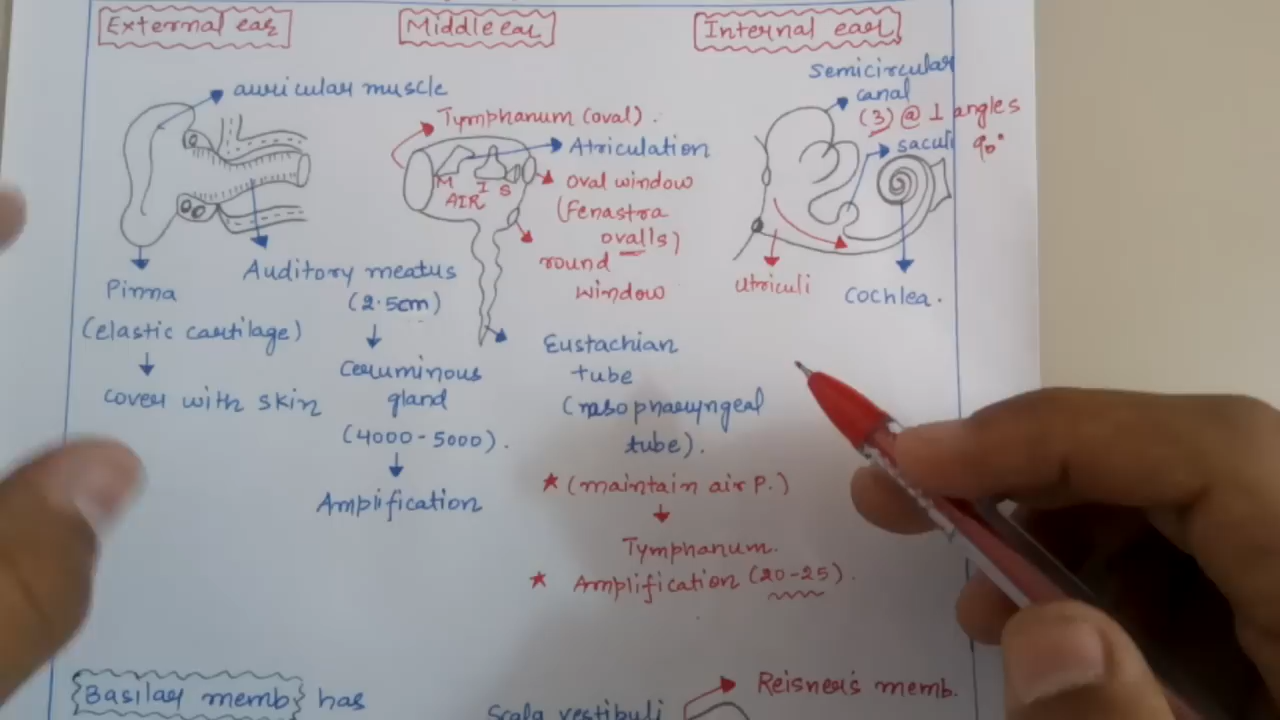 External ear
Middle ear
Internal ear
auricular muscle
Pinna
(elastic cartilage)
cover with skin
Auditory meatus
(2.5cm)
Ceruminous
gland
(4000-5000).
Amplification
Tymphanum (oval).
Atriculation
M I S
AIR
oval window
(Fenastra
ovalls)
round
window
Eustachian
tube
(nasopharyngeal
tube).
★ (maintain air P.)
Tymphanum.
★ Amplification (20-25).
Semicircular
canal
(3) @ ⊥ angles
90°
saculi
utriculi
Cochlea.
Basilar memb has
Scala vestibuli
Reisner's memb.